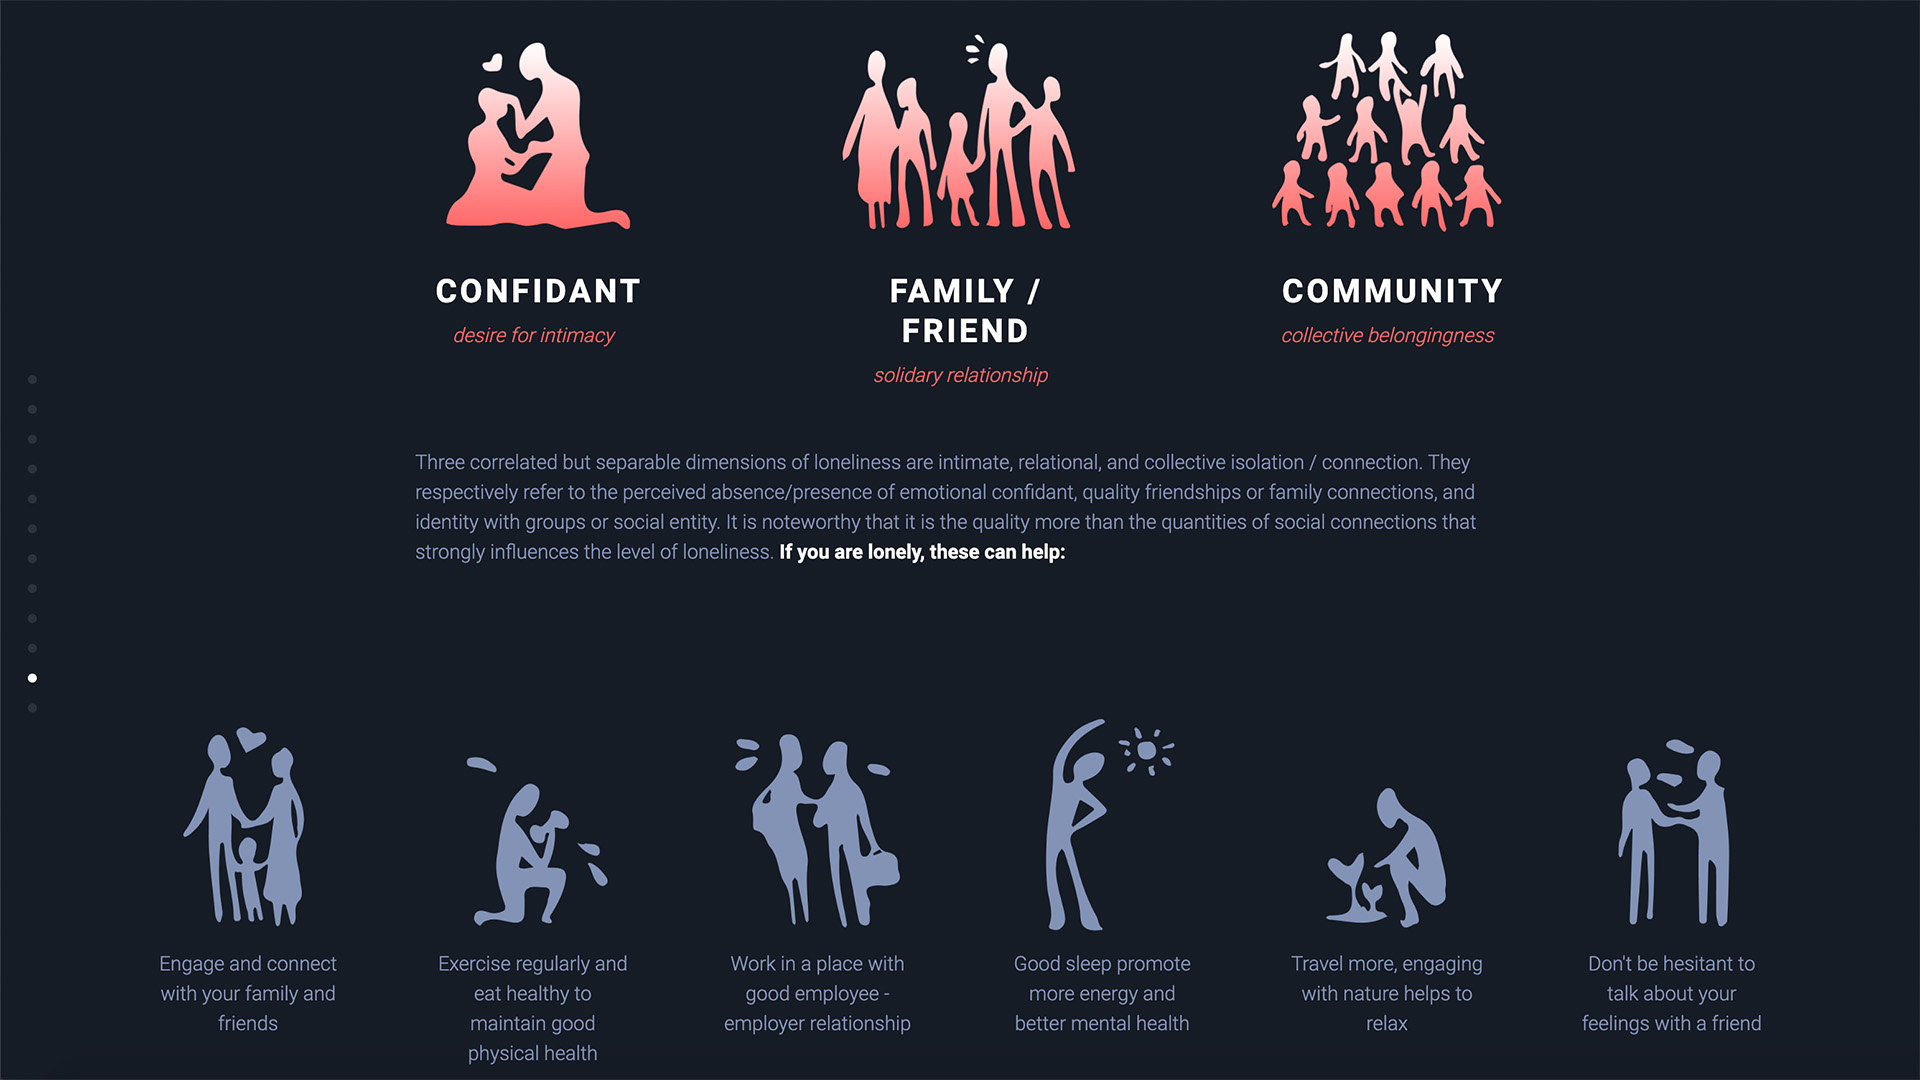 CONFIDANT
desire for intimacy
FAMILY /
FRIEND
solidary relationship
COMMUNITY
collective belongingness
Three correlated but separable dimensions of loneliness are intimate, relational, and collective isolation / connection. They
respectively refer to the perceived absence/presence of emotional confidant, quality friendships or family connections, and
identity with groups or social entity. It is noteworthy that it is the quality more than the quantities of social connections that
strongly influences the level of loneliness. If you are lonely, these can help:
Engage and connect
with your family and
friends
Exercise regularly and
eat healthy to
maintain good
physical health
Work in a place with
good employee -
employer relationship
Good sleep promote
more energy and
better mental health
Travel more, engaging
with nature helps to
relax
Don't be hesitant to
talk about your
feelings with a friend